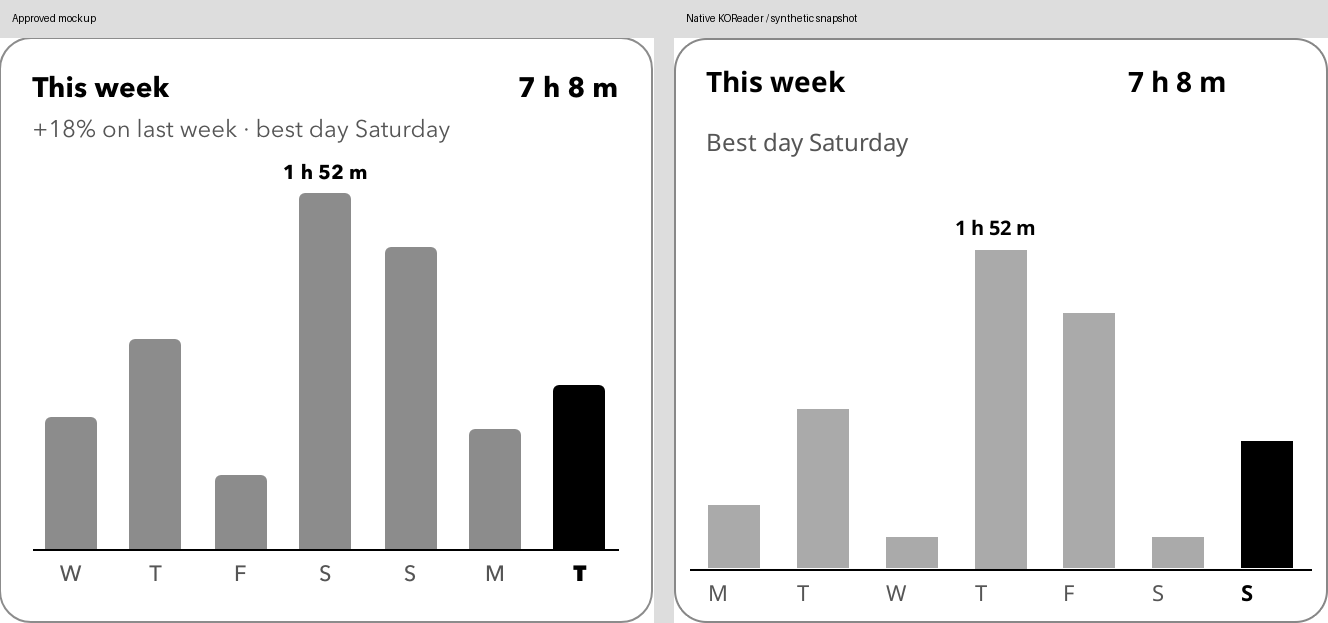 Approved mockup
This week 7 h 8 m
+18% on last week · best day Saturday
1 h 52 m
W T F S S M T
Native KOReader / synthetic snapshot
This week 7 h 8 m
Best day Saturday
1 h 52 m
M T W T F S S